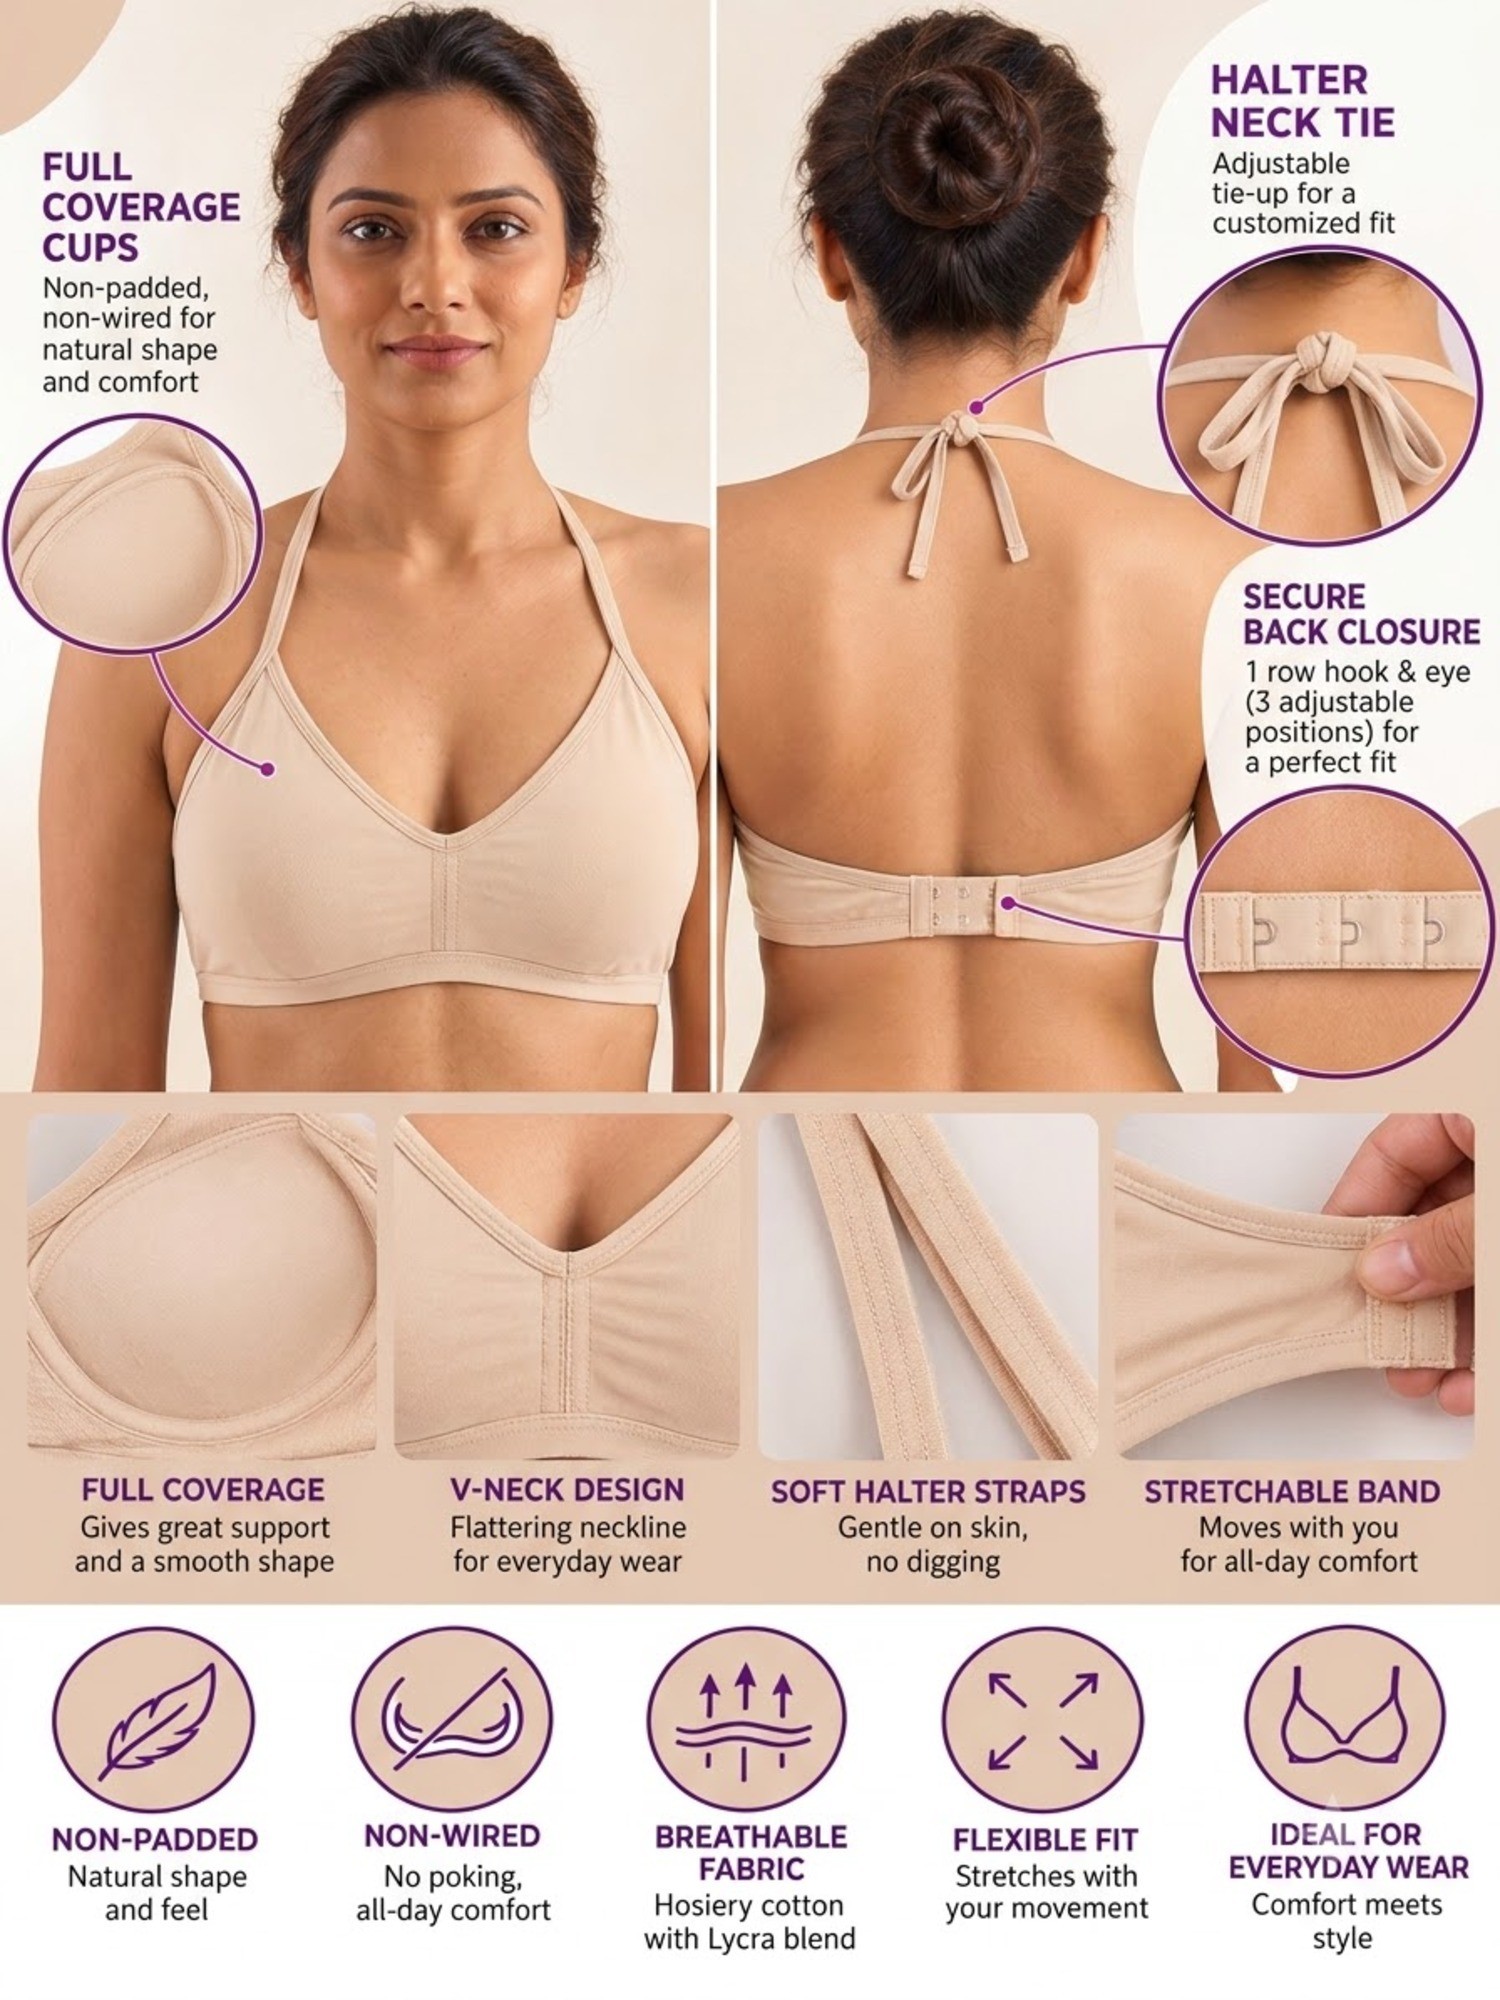 FULL
COVERAGE
CUPS
Non-padded,
non-wired for
natural shape
and comfort
HALTER
NECK TIE
Adjustable
tie-up for a
customized fit
SECURE
BACK CLOSURE
1 row hook & eye
(3 adjustable
positions) for
a perfect fit
FULL COVERAGE
Gives great support
and a smooth shape
V-NECK DESIGN
Flattering neckline
for everyday wear
SOFT HALTER STRAPS
Gentle on skin,
no digging
STRETCHABLE BAND
Moves with you
for all-day comfort
NON-PADDED
Natural shape
and feel
NON-WIRED
No poking,
all-day comfort
BREATHABLE
FABRIC
Hosiery cotton
with Lycra blend
FLEXIBLE FIT
Stretches with
your movement
IDEAL FOR
EVERYDAY WEAR
Comfort meets
style